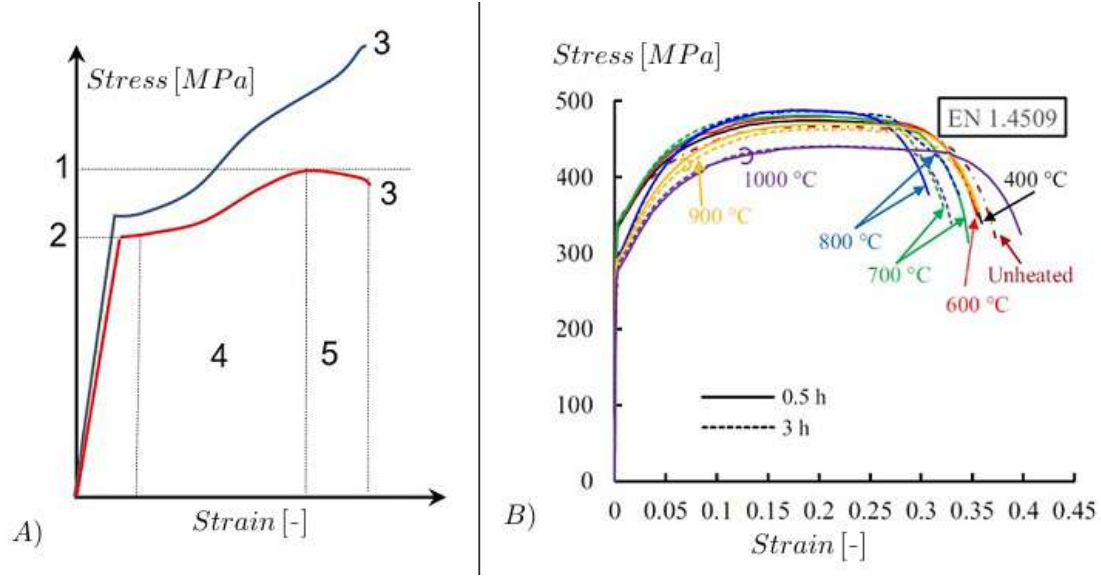 Stress [MPa]
3
1
3
2
4
5
Strain [-]
A)
Stress [MPa]
500
EN 1.4509
400
1000 °C
400 °C
900 °C
800 °C
300
700 °C
Unheated
600 °C
200
0.5 h
100
3 h
0
0 0.05 0.1 0.15 0.2 0.25 0.3 0.35 0.4 0.45
B)
Strain [-]